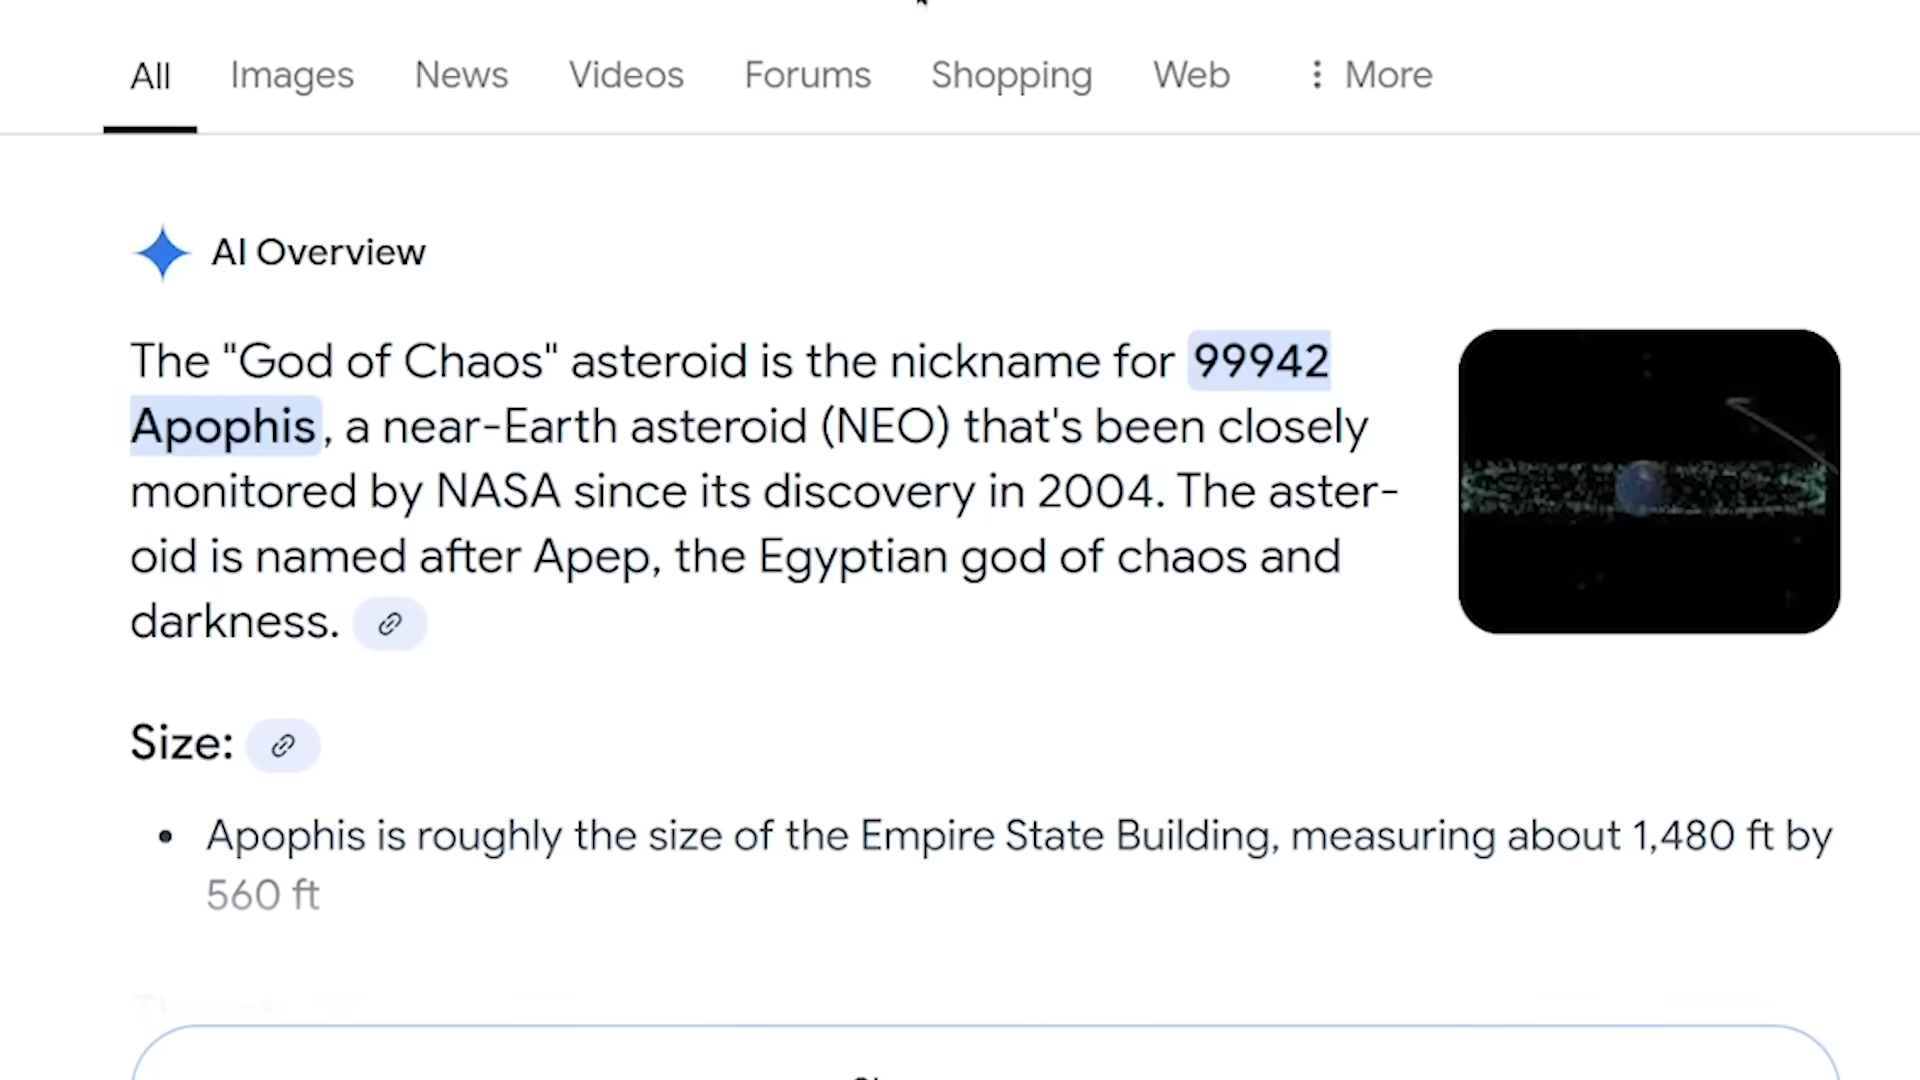 All Images News Videos Forums Shopping Web More
AI Overview
The "God of Chaos" asteroid is the nickname for 99942
Apophis, a near-Earth asteroid (NEO) that's been closely
monitored by NASA since its discovery in 2004. The aster-
oid is named after Apep, the Egyptian god of chaos and
darkness.
Size:
Apophis is roughly the size of the Empire State Building, measuring about 1,480 ft by
560 ft